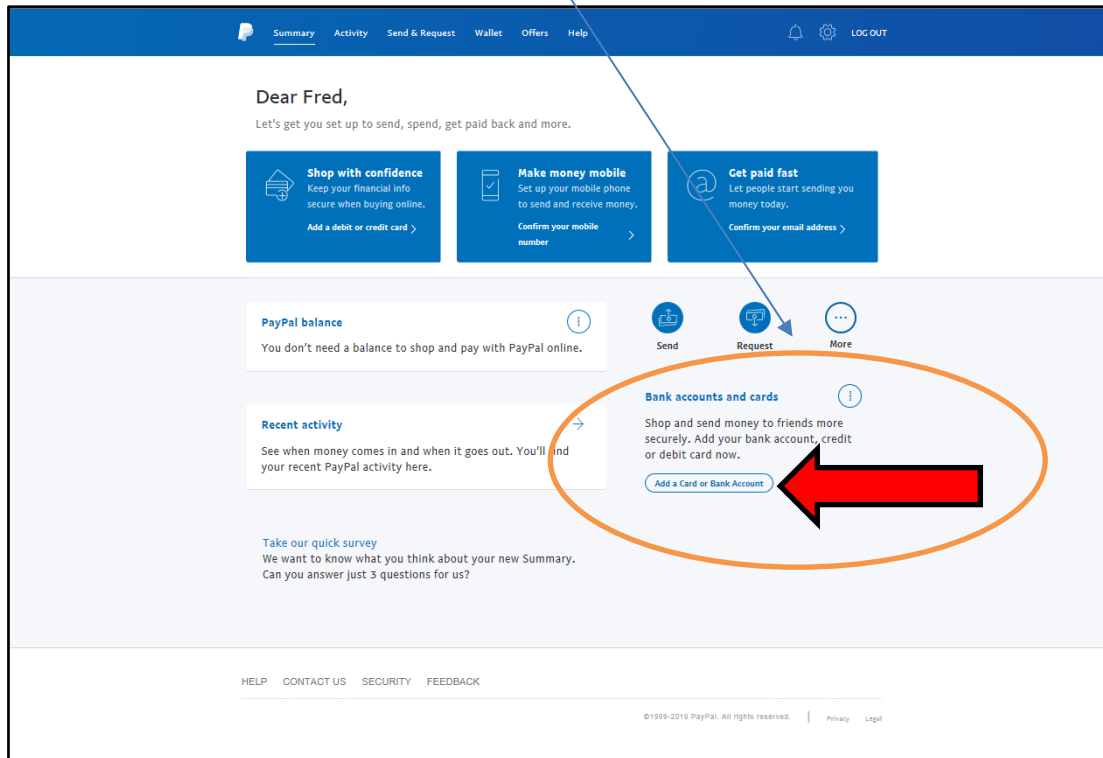 Summary Activity Send & Request Wallet Offers Help LOG OUT
Dear Fred,
Let's get you set up to send, spend, get paid back and more.
Shop with confidence
Keep your financial info
secure when buying online.
Add a debit or credit card >
Make money mobile
Set up your mobile phone
to send and receive money.
Confirm your mobile
number >
Get paid fast
Let people start sending you
money today.
Confirm your email address >
PayPal balance
You don't need a balance to shop and pay with PayPal online.
Send Request More
Recent activity
See when money comes in and when it goes out. You'll find
your recent PayPal activity here.
Bank accounts and cards
Shop and send money to friends more
securely. Add your bank account, credit
or debit card now.
Add a Card or Bank Account
Take our quick survey
We want to know what you think about your new Summary.
Can you answer just 3 questions for us?
HELP CONTACT US SECURITY FEEDBACK
©1999-2019 PayPal. All rights reserved. | Privacy Legal